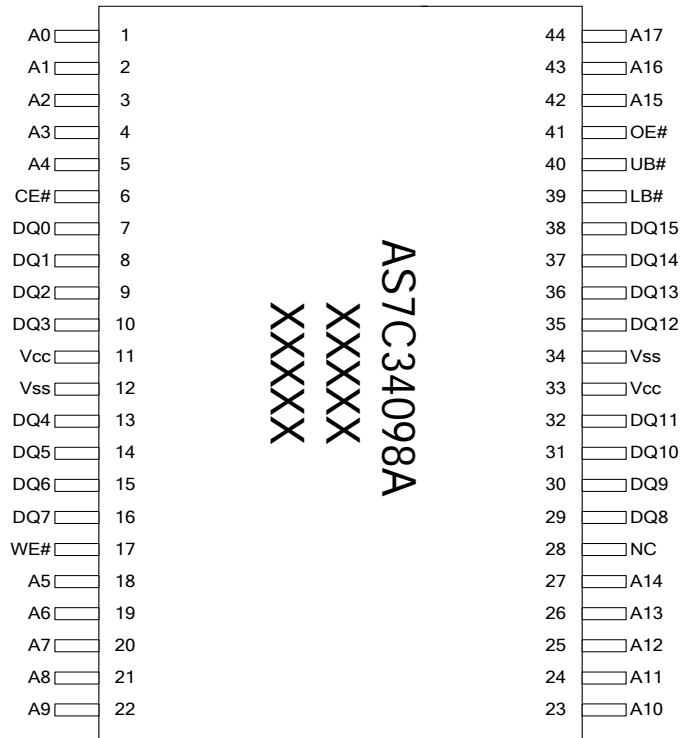 A0 1 44 A17
A1 2 43 A16
A2 3 42 A15
A3 4 41 OE#
A4 5 40 UB#
CE# 6 39 LB#
DQ0 7 38 DQ15
DQ1 8 37 DQ14
DQ2 9 36 DQ13
DQ3 10 35 DQ12
Vcc 11 34 Vss
Vss 12 33 Vcc
DQ4 13 32 DQ11
DQ5 14 31 DQ10
DQ6 15 30 DQ9
DQ7 16 29 DQ8
WE# 17 28 NC
A5 18 27 A14
A6 19 26 A13
A7 20 25 A12
A8 21 24 A11
A9 22 23 A10
AS7C34098A
XXXXX
XXXXX